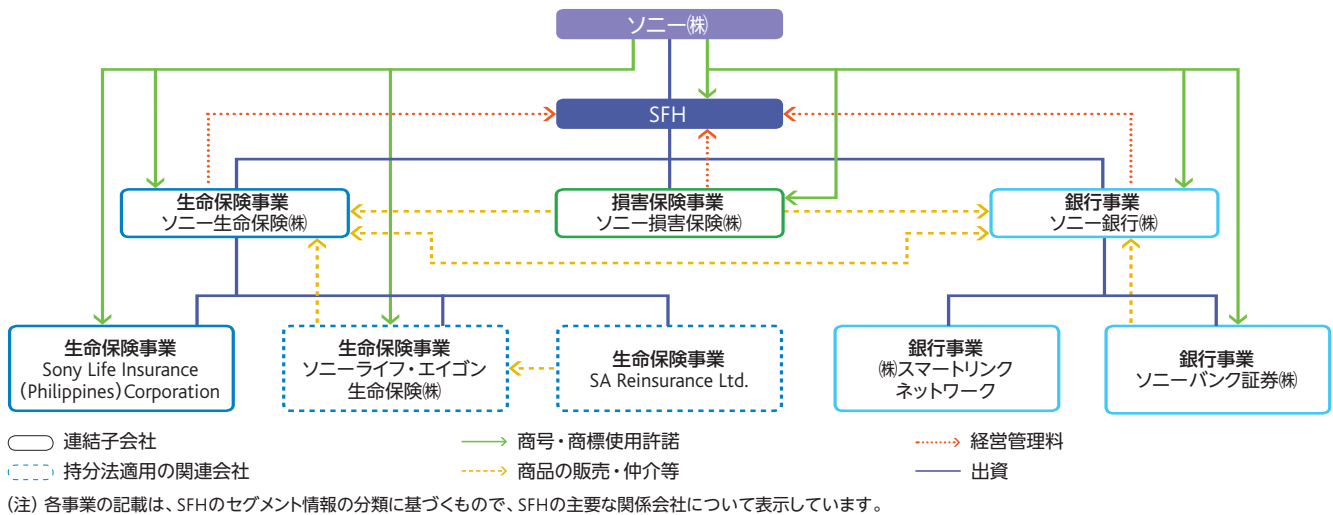 ソニー㈱
SFH
生命保険事業
ソニー生命保険㈱
損害保険事業
ソニー損害保険㈱
銀行事業
ソニー銀行㈱
生命保険事業
Sony Life Insurance
(Philippines)Corporation
生命保険事業
ソニーライフ・エイゴン
生命保険㈱
生命保険事業
SA Reinsurance Ltd.
銀行事業
㈱スマートリンク
ネットワーク
銀行事業
ソニーバンク証券㈱
連結子会社
商号・商標使用許諾
経営管理料
持分法適用の関連会社
商品の販売・仲介等
出資
(注) 各事業の記載は、SFHのセグメント情報の分類に基づくもので、SFHの主要な関係会社について表示しています。